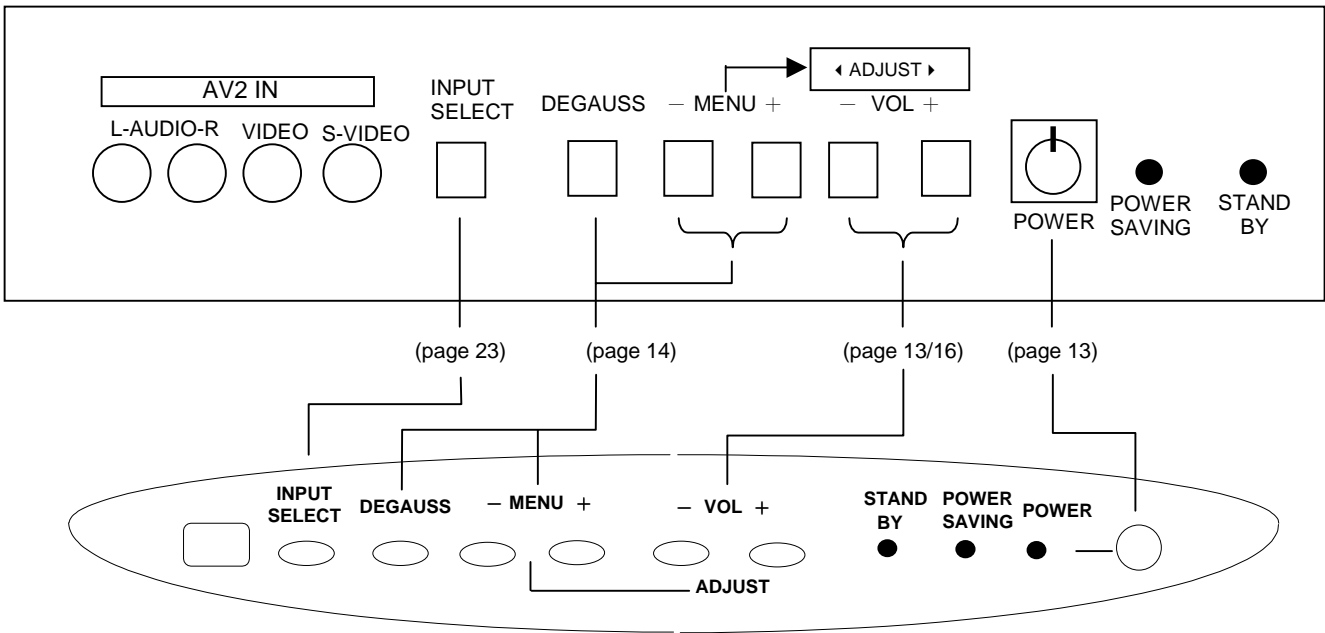 ◂ ADJUST ▸
AV2 IN
INPUT
SELECT
DEGAUSS
− MENU +
− VOL +
L-AUDIO-R
VIDEO
S-VIDEO
POWER
POWER
SAVING
STAND
BY
(page 23)
(page 14)
(page 13/16)
(page 13)
INPUT
SELECT
DEGAUSS
− MENU +
− VOL +
STAND
BY
POWER
SAVING
POWER
ADJUST